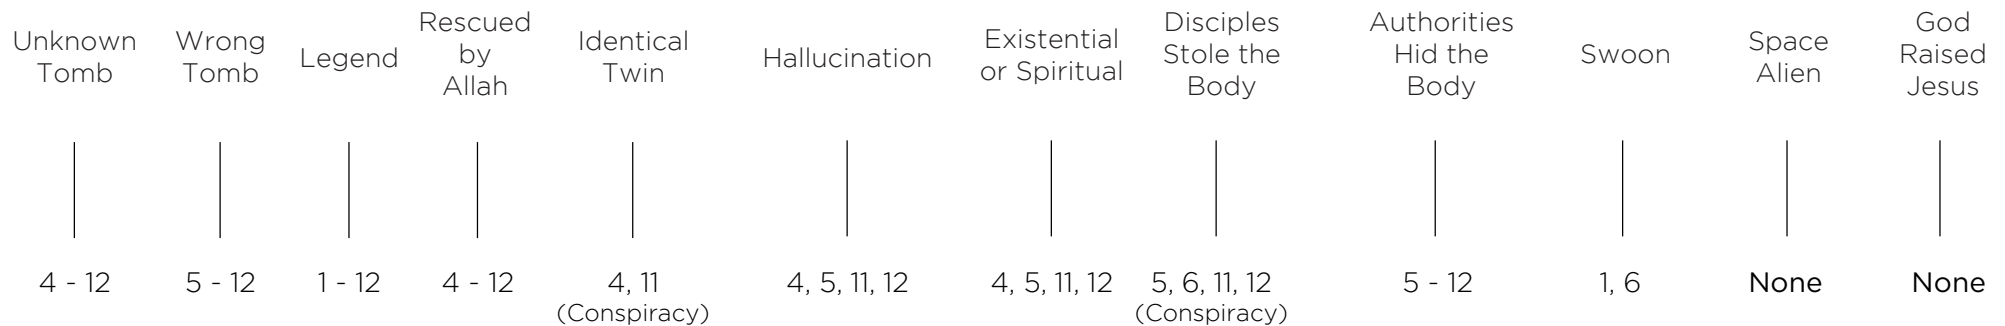 Unknown
Tomb
Wrong
Tomb
Legend
Rescued
by
Allah
Identical
Twin
Hallucination
Existential
or Spiritual
Disciples
Stole the
Body
Authorities
Hid the
Body
Swoon
Space
Alien
God
Raised
Jesus
4 - 12
5 - 12
1 - 12
4 - 12
4, 11
(Conspiracy)
4, 5, 11, 12
4, 5, 11, 12
5, 6, 11, 12
(Conspiracy)
5 - 12
1, 6
None
None